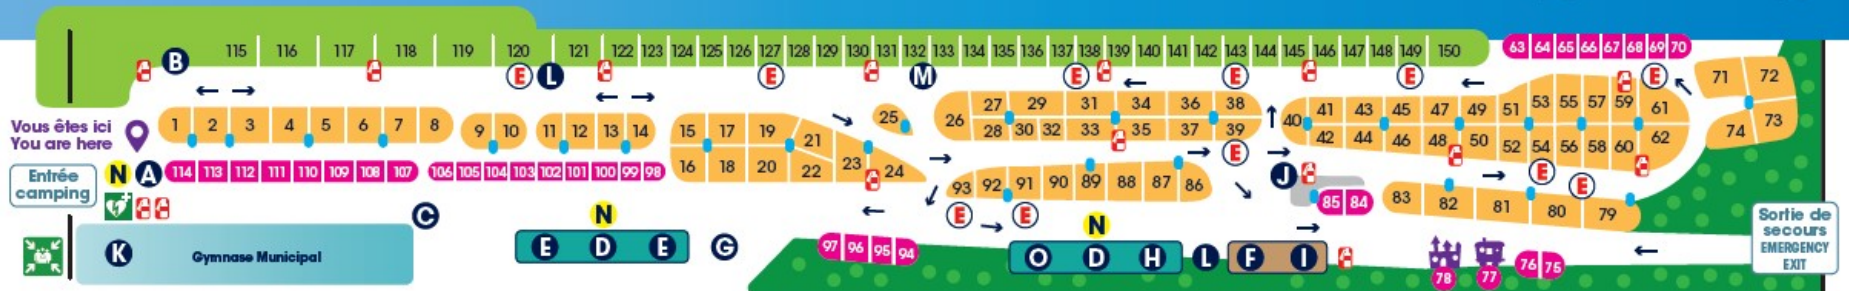 115 116 117 118 119 120 121 122 123 124 125 126 127 128 129 130 131 132 133 134 135 136 137 138 139 140 141 142 143 144 145 146 147 148 149 150
63 64 65 66 67 68 69 70
B E L E M E E E E
71 72
73
74
1 2 3 4 5 6 7 8
9 10
11 12 13 14
15 17 19 21
16 18 20 22 23 24
25
26 27 29 31 34 36 38
28 30 32 33 35 37 39
40 41 43 45 47 49 51 53 55 57 59 61
42 44 46 48 50 52 54 56 58 60 62
E
E E
Vous êtes ici
You are here
Entrée
camping
N A
114 113 112 111 110 109 108 107
106 105 104 103 102 101 100 99 98
93 92 91 90 89 88 87 86
E E
J
85 84
83 82 81 80 79
C
N
E D E
G
K
Gymnase Municipal
97 96 95 94
N
O D H
L
F I
78
77
76 75
Sortie de
secours
EMERGENCY
EXIT